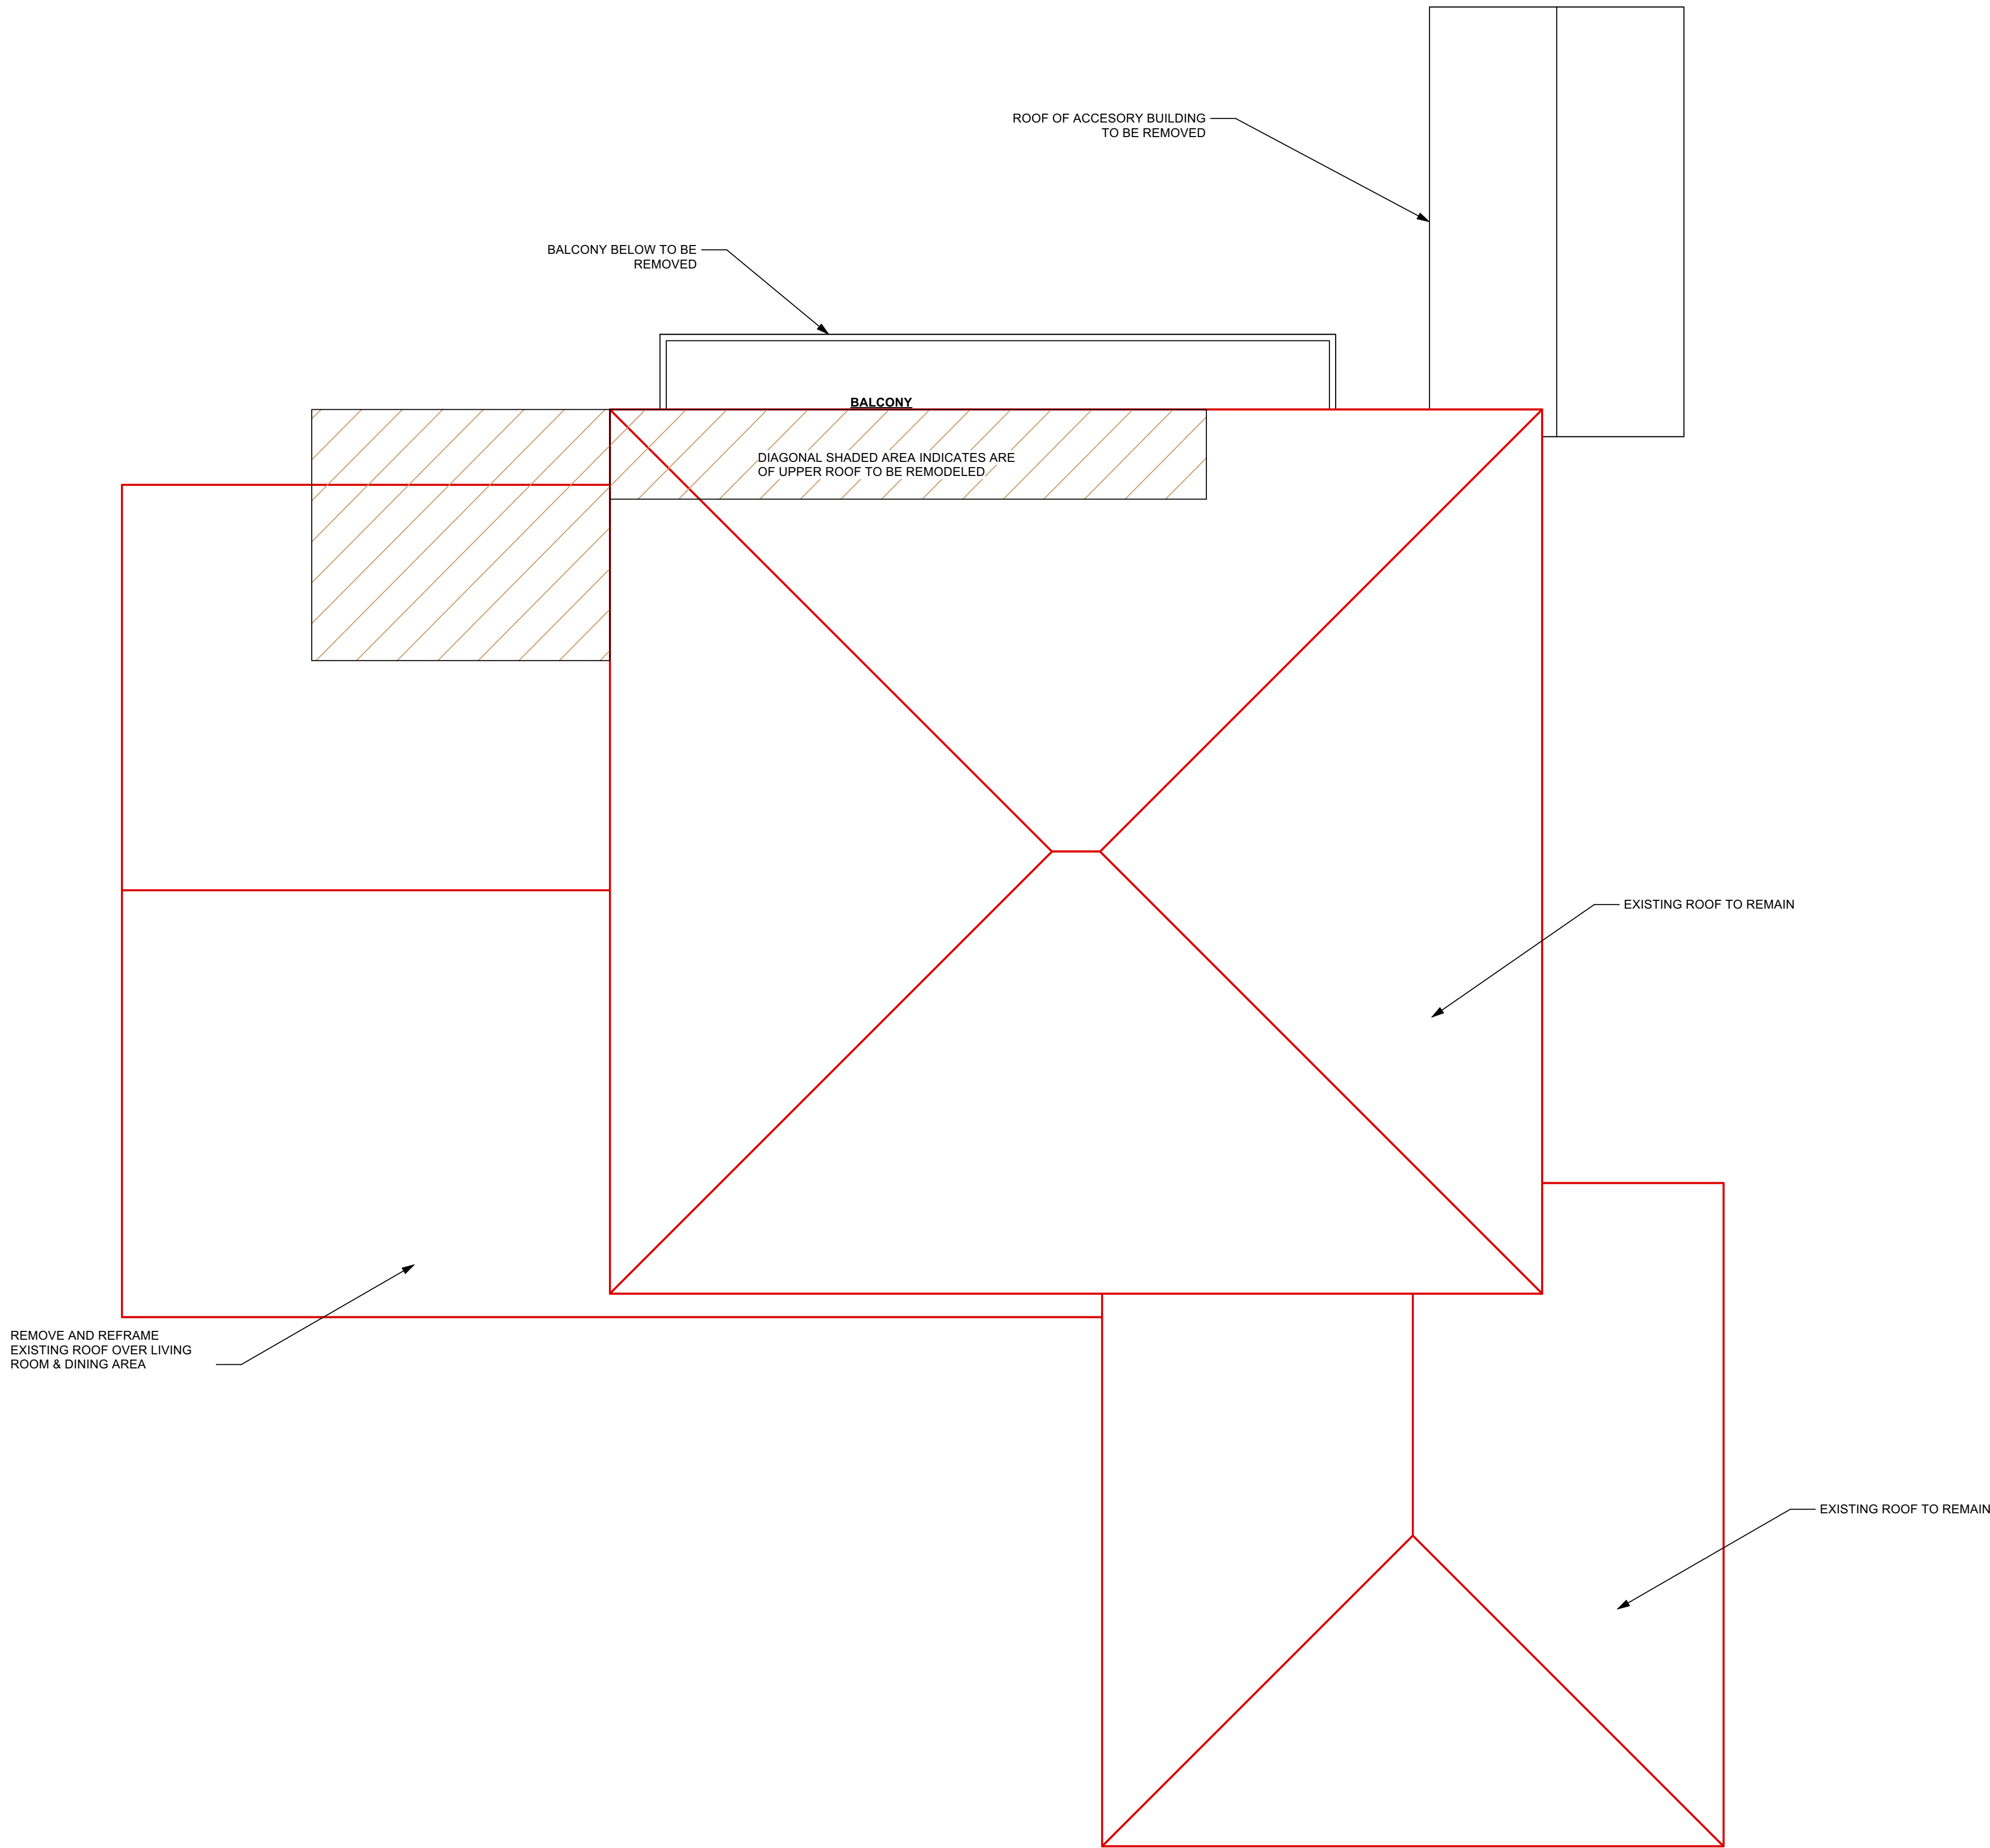 ROOF OF ACCESORY BUILDING
TO BE REMOVED
BALCONY BELOW TO BE
REMOVED
BALCONY
DIAGONAL SHADED AREA INDICATES ARE
OF UPPER ROOF TO BE REMODELED
EXISTING ROOF TO REMAIN
REMOVE AND REFRAME
EXISTING ROOF OVER LIVING
ROOM & DINING AREA
EXISTING ROOF TO REMAIN